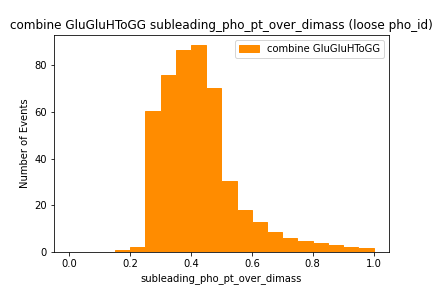 combine GluGluHToGG subleading_pho_pt_over_dimass (loose pho_id)
combine GluGluHToGG
Number of Events
80
60
40
20
0
0.0 0.2 0.4 0.6 0.8 1.0
subleading_pho_pt_over_dimass